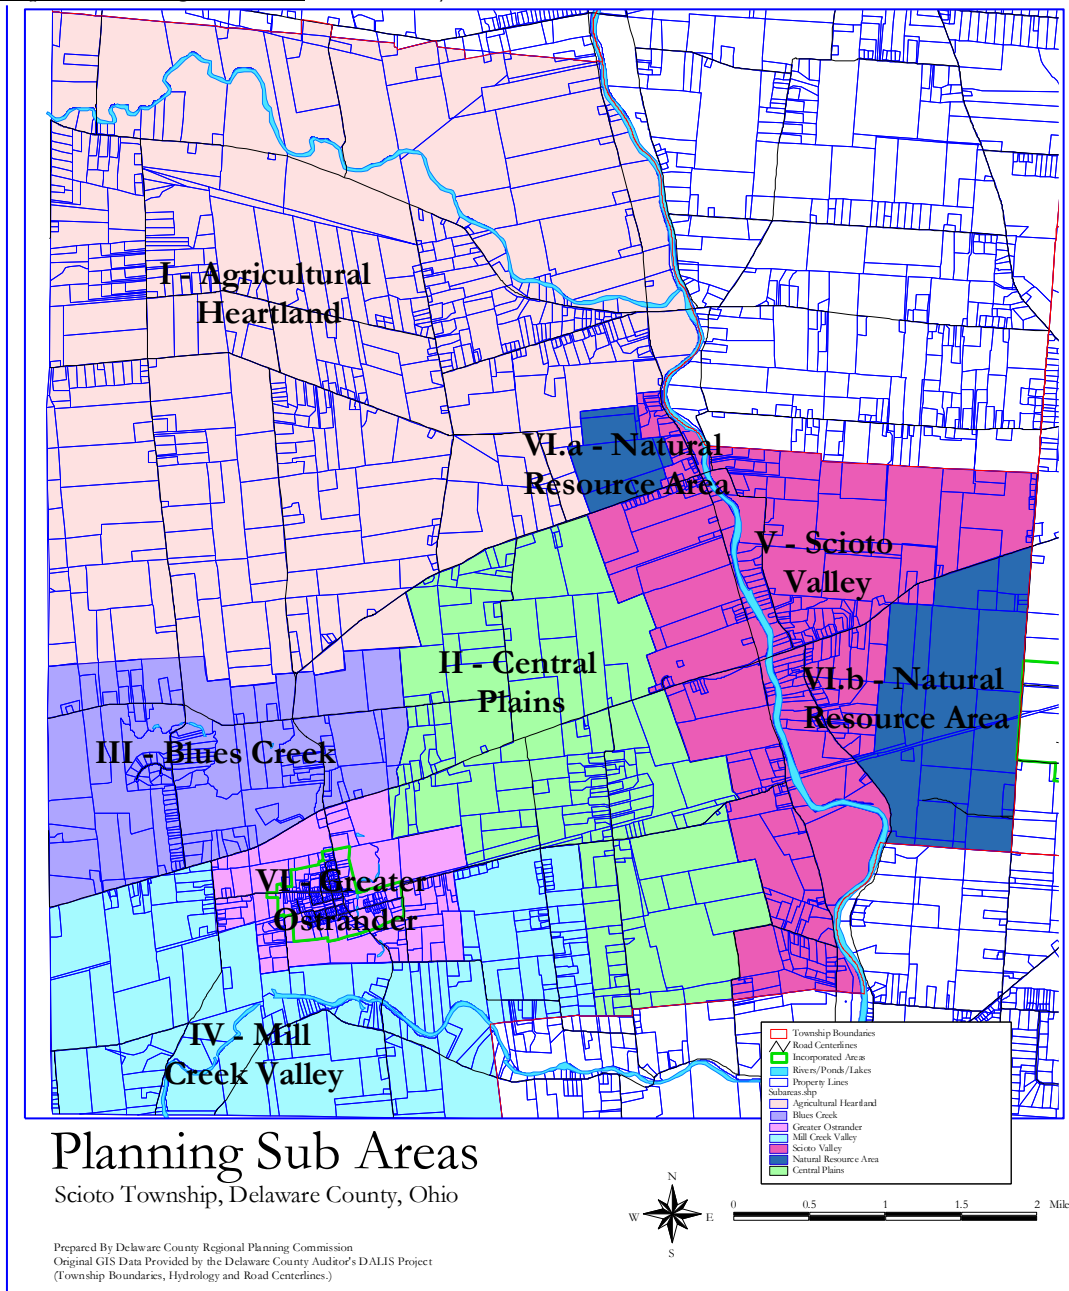 I - Agricultural
Heartland
VI.a - Natural
Resource Area
V - Scioto
Valley
II - Central
Plains
VI.b - Natural
Resource Area
III - Blues Creek
VI - Greater
Ostrander
IV - Mill
Creek Valley
Township Boundaries
Road Centerlines
Incorporated Areas
Rivers/Ponds/Lakes
Property Lines
Subareas.shp
Agricultural Heartland
Blues Creek
Greater Ostrander
Mill Creek Valley
Scioto Valley
Natural Resource Area
Central Plains
Planning Sub Areas
Scioto Township, Delaware County, Ohio
N
W E
S
0 0.5 1 1.5 2 Mile
Prepared By Delaware County Regional Planning Commission
Original GIS Data Provided by the Delaware County Auditor's DALIS Project
(Township Boundaries, Hydrology and Road Centerlines.)